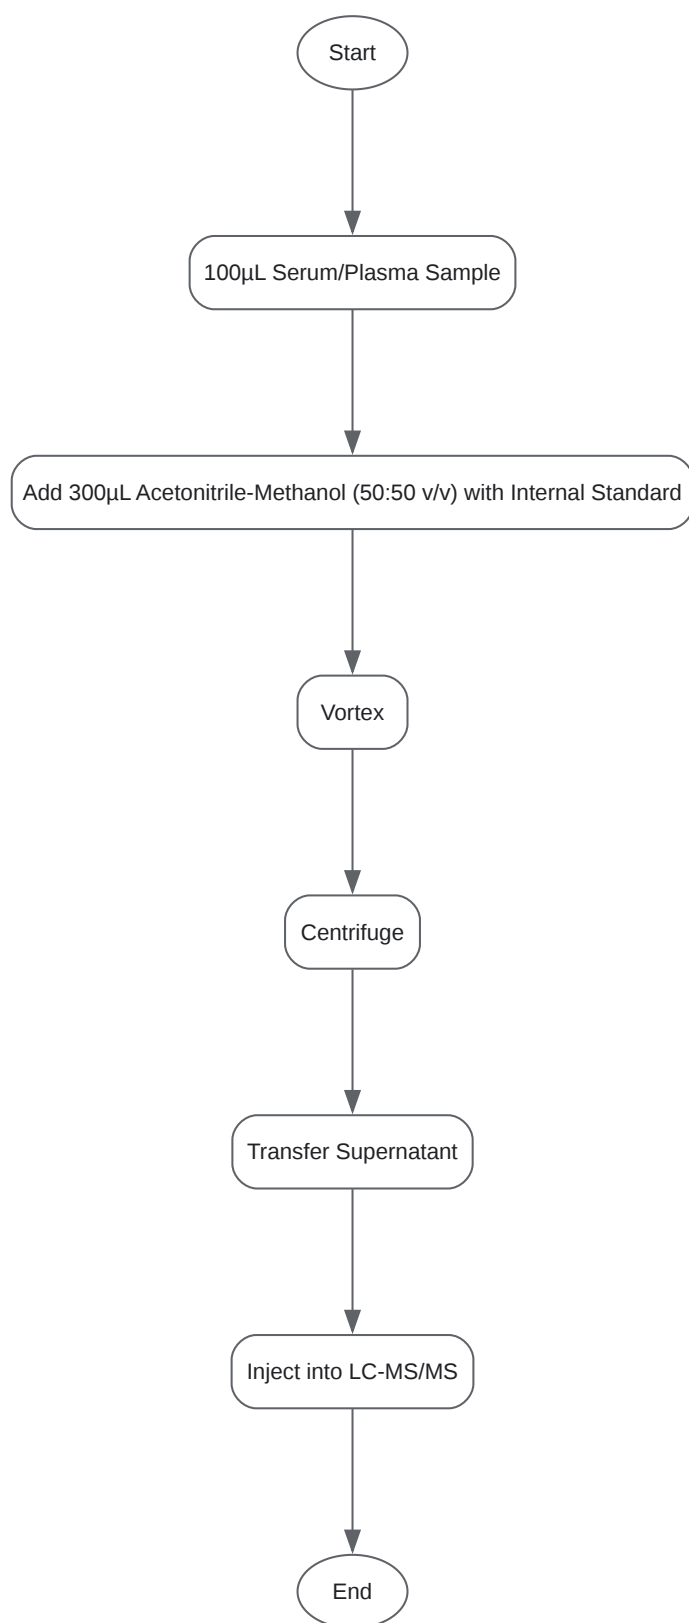 Start
100µL Serum/Plasma Sample
Add 300µL Acetonitrile-Methanol (50:50 v/v) with Internal Standard
Vortex
Centrifuge
Transfer Supernatant
Inject into LC-MS/MS
End